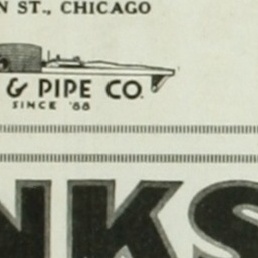 N ST., CHICAGO
& PIPE CO.
SINCE '88
NKS